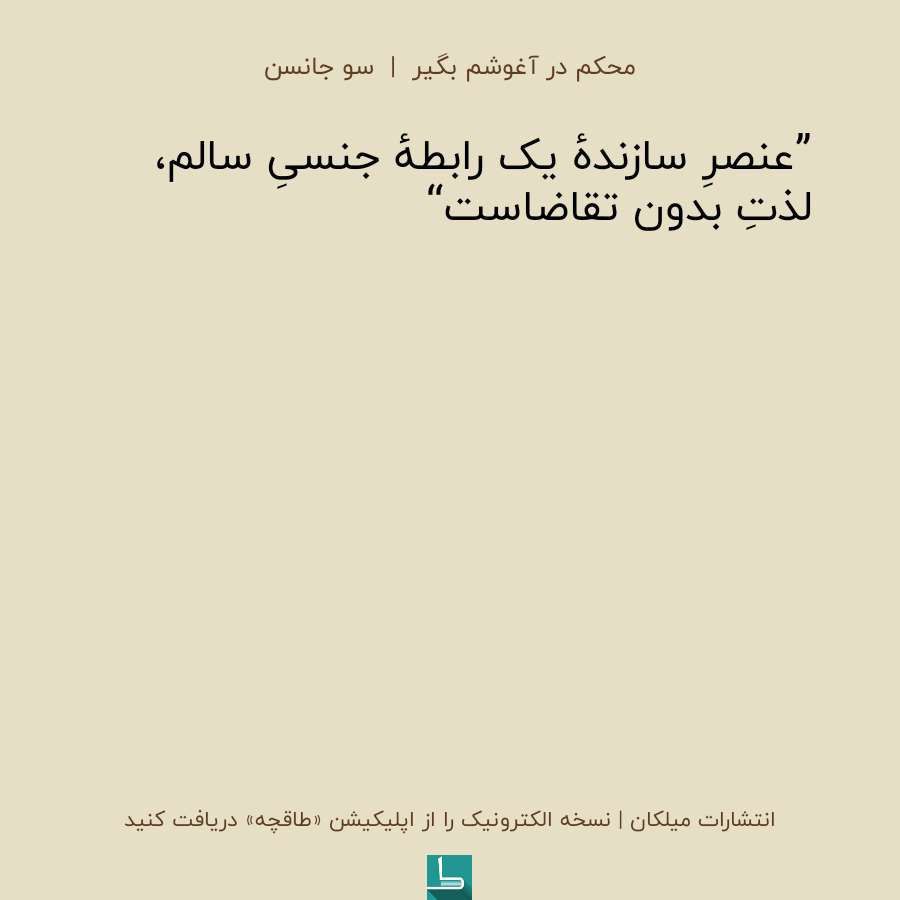 محکم در آغوشم بگیر | سو جانسن
”عنصرِ سازندهٔ یک رابطهٔ جنسیِ سالم،
لذتِ بدون تقاضاست“
انتشارات میلکان | نسخه الکترونیک را از اپلیکیشن «طاقچه» دریافت کنید